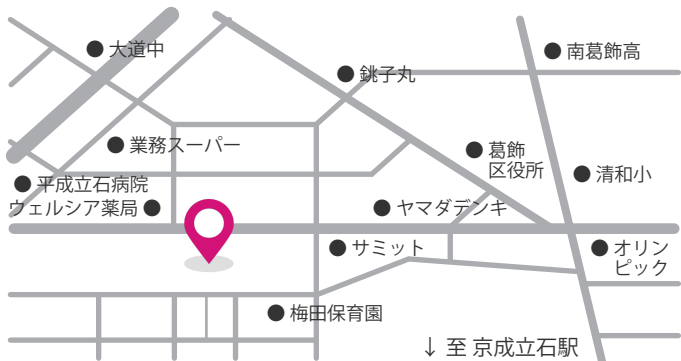 大道中
南葛飾高
銚子丸
業務スーパー
葛飾
区役所
清和小
平成立石病院
ウェルシア薬局
ヤマダデンキ
サミット
オリン
ピック
梅田保育園
↓ 至 京成立石駅